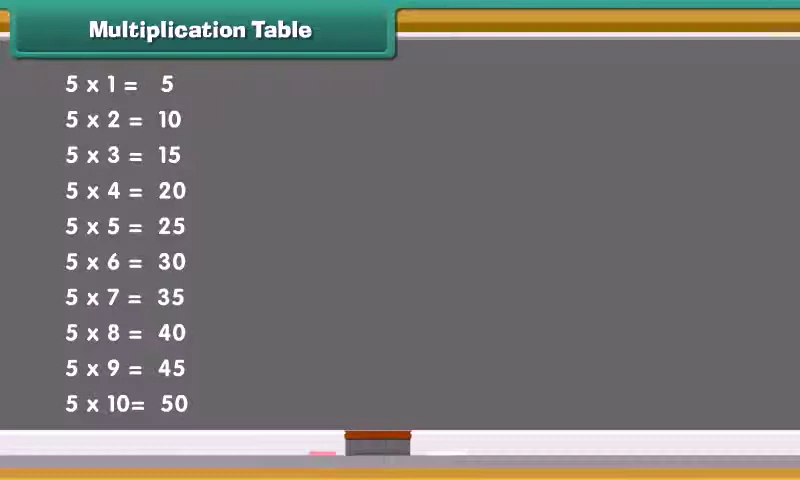 Multiplication Table
5 x 1 = 5
5 x 2 = 10
5 x 3 = 15
5 x 4 = 20
5 x 5 = 25
5 x 6 = 30
5 x 7 = 35
5 x 8 = 40
5 x 9 = 45
5 x 10= 50